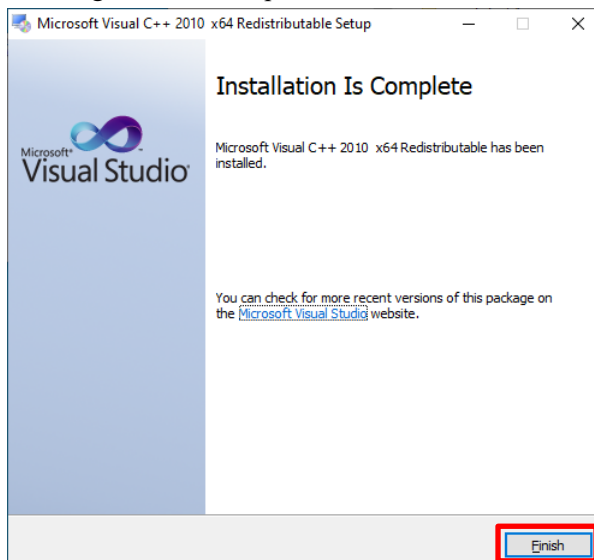 Microsoft Visual C++ 2010 x64 Redistributable Setup
Installation Is Complete
Microsoft Visual C++ 2010 x64 Redistributable has been
installed.
Microsoft®
Visual Studio®
You can check for more recent versions of this package on
the Microsoft Visual Studio website.
Finish